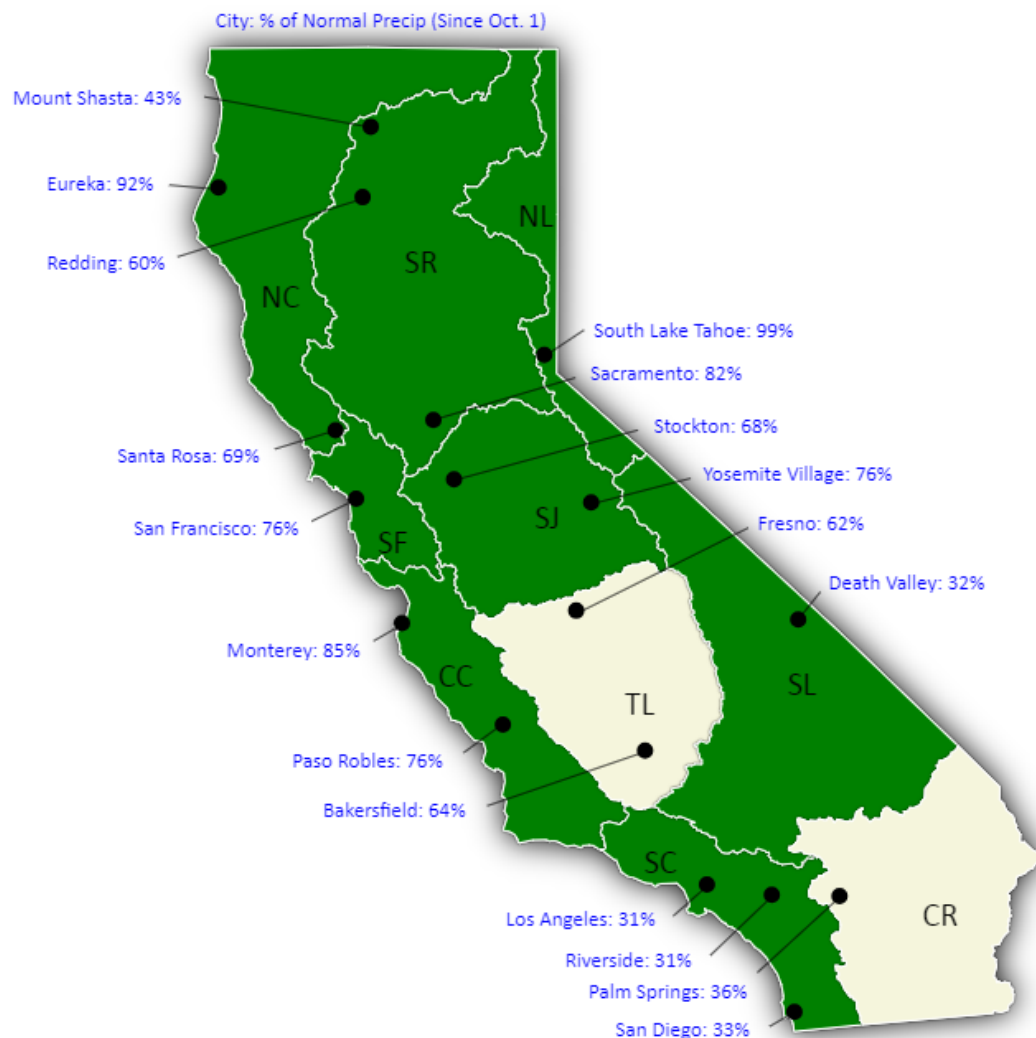 City: % of Normal Precip (Since Oct. 1)
Mount Shasta: 43%
Eureka: 92%
NL
Redding: 60%
SR
NC
South Lake Tahoe: 99%
Sacramento: 82%
Stockton: 68%
Santa Rosa: 69%
Yosemite Village: 76%
San Francisco: 76%
SJ
Fresno: 62%
SF
Death Valley: 32%
Monterey: 85%
CC
SL
TL
Paso Robles: 76%
Bakersfield: 64%
SC
Los Angeles: 31%
CR
Riverside: 31%
Palm Springs: 36%
San Diego: 33%